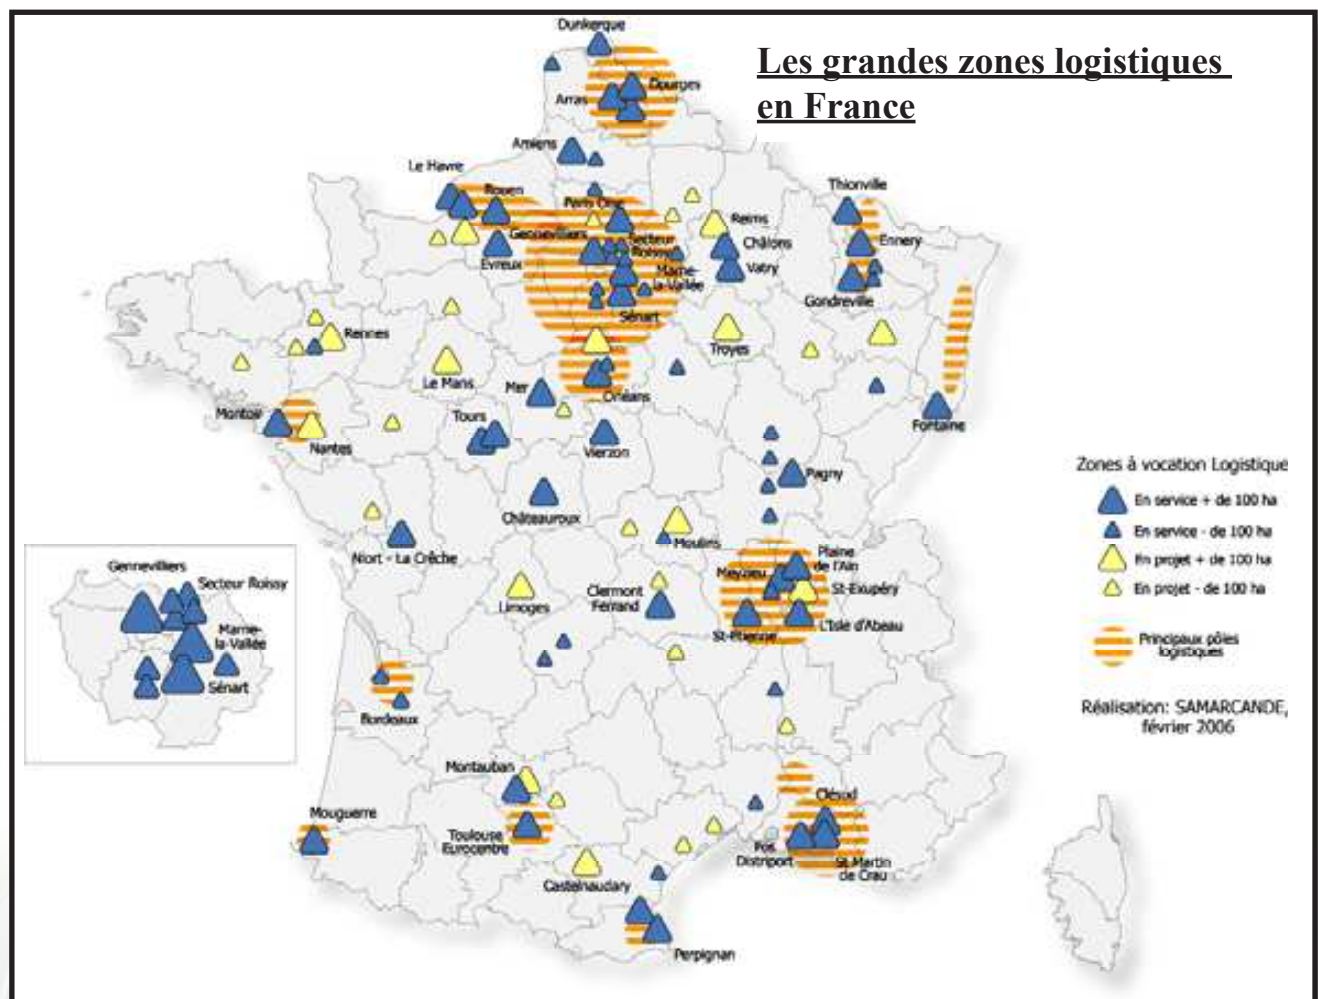 Les grandes zones logistiques
en France
Dunkerque
Dourges
Arras
Amiens
Le Havre
Rouen
Thionville
Paris Oise
Reims
Gennevilliers
Secteur
Roissy
Châlons
Ennery
Evreux
Vatry
Marne-
la-Vallée
Gondreville
Sénart
Rennes
Troyes
Le Mans
Mer
Orléans
Montoir
Tours
Fontaine
Nantes
Vierzon
Pagny
Châteauroux
Niort - La Crêche
Moulins
Plaine
de l'Ain
Meyzieu
St-Exupéry
Clermont
Ferrand
Limoges
L'Isle d'Abeau
St-Etienne
Bordeaux
Montauban
Clésud
Mouguerre
Toulouse
Eurocentre
Fos
Distriport
St Martin
de Crau
Castelnaudary
Perpignan
Gennevilliers
Secteur Roissy
Marne-
la-Vallée
Sénart
Zones à vocation Logistique
En service + de 100 ha
En service - de 100 ha
En projet + de 100 ha
En projet - de 100 ha
Principaux pôles
logistiques
Réalisation: SAMARCANDE,
février 2006